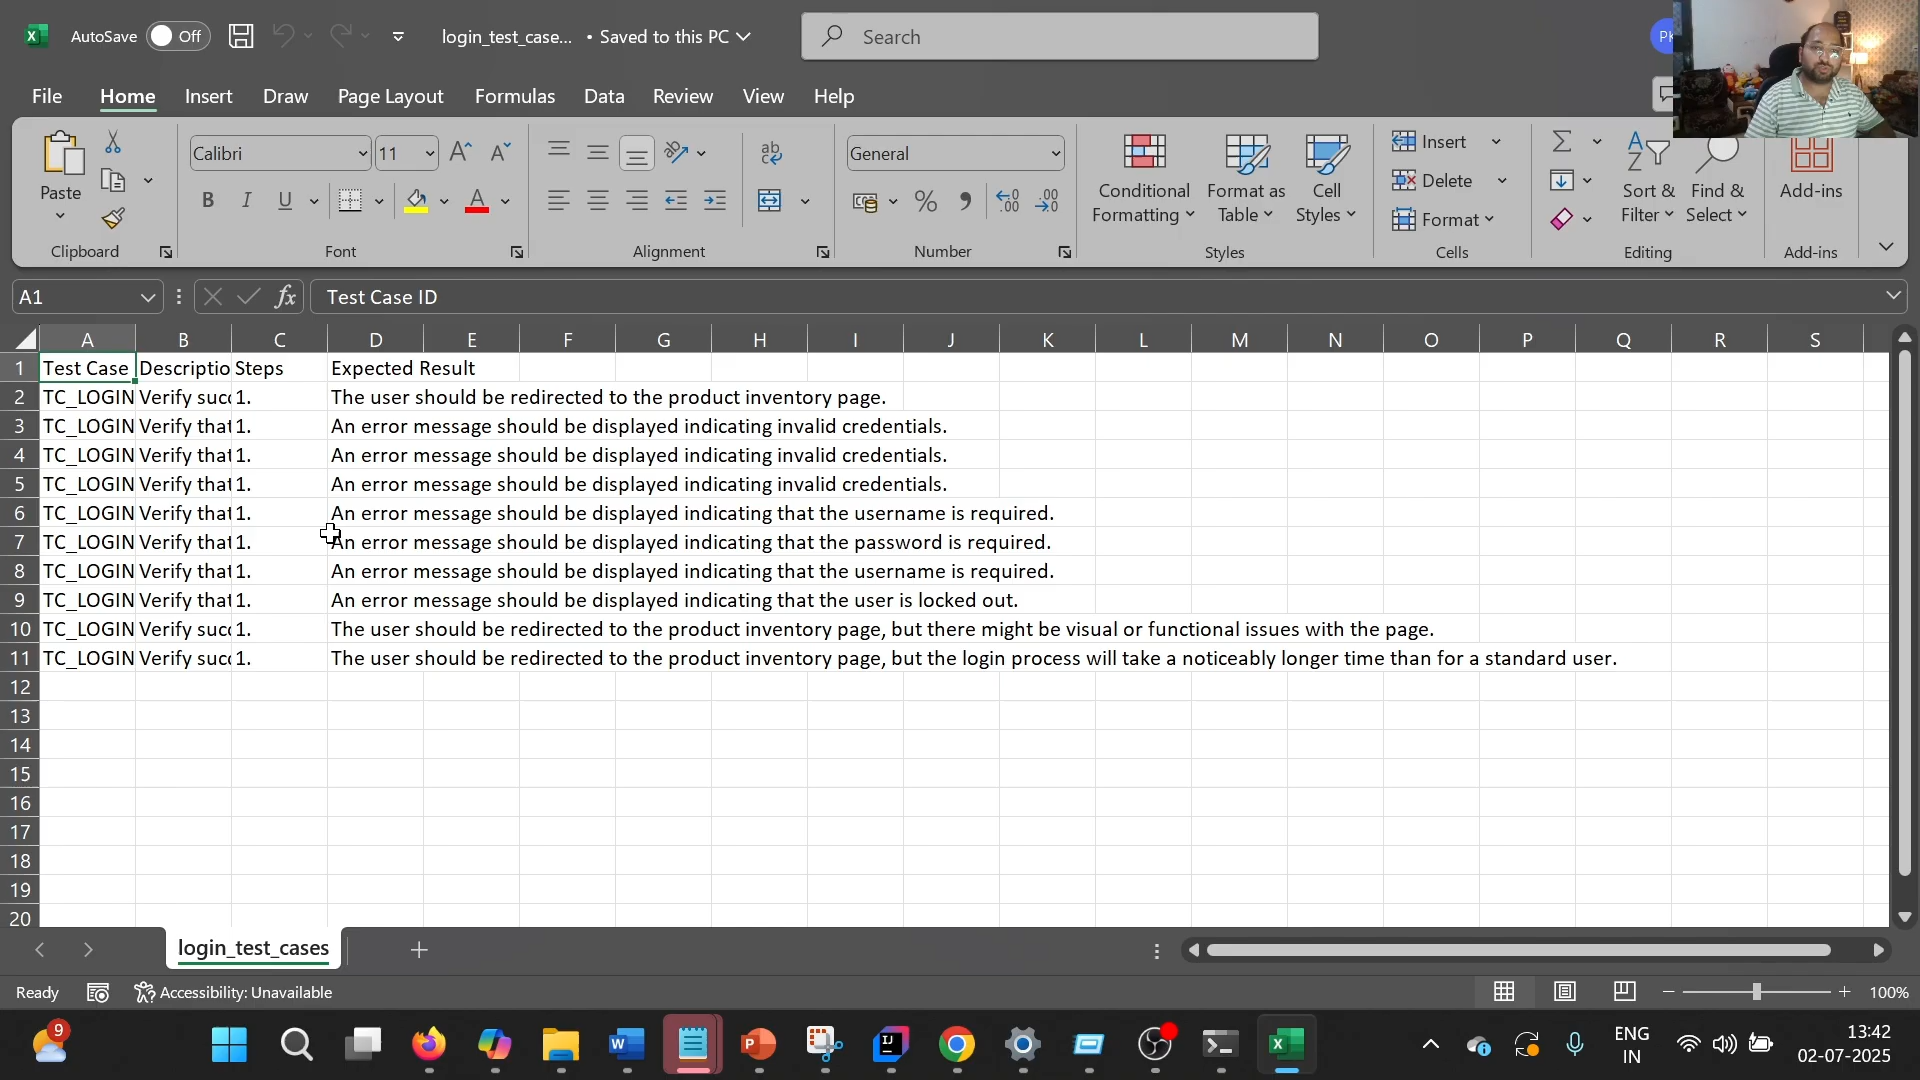 AutoSave Off login_test_case... • Saved to this PC Search PK
File Home Insert Draw Page Layout Formulas Data Review View Help
Paste Calibri 11 General Conditional Formatting Format as Table Cell Styles Insert Delete Format Sort & Filter Find & Select Add-ins
Clipboard Font Alignment Number Styles Cells Editing Add-ins
A1 fx Test Case ID
A B C D E F G H I J K L M N O P Q R S
1 Test Case Descriptio Steps Expected Result
2 TC_LOGIN Verify succ 1. The user should be redirected to the product inventory page.
3 TC_LOGIN Verify that 1. An error message should be displayed indicating invalid credentials.
4 TC_LOGIN Verify that 1. An error message should be displayed indicating invalid credentials.
5 TC_LOGIN Verify that 1. An error message should be displayed indicating invalid credentials.
6 TC_LOGIN Verify that 1. An error message should be displayed indicating that the username is required.
7 TC_LOGIN Verify that 1. An error message should be displayed indicating that the password is required.
8 TC_LOGIN Verify that 1. An error message should be displayed indicating that the username is required.
9 TC_LOGIN Verify that 1. An error message should be displayed indicating that the user is locked out.
10 TC_LOGIN Verify succ 1. The user should be redirected to the product inventory page, but there might be visual or functional issues with the page.
11 TC_LOGIN Verify succ 1. The user should be redirected to the product inventory page, but the login process will take a noticeably longer time than for a standard user.
12
13
14
15
16
17
18
19
20
login_test_cases
Ready Accessibility: Unavailable 100%
9 ENG IN 13:42
02-07-2025